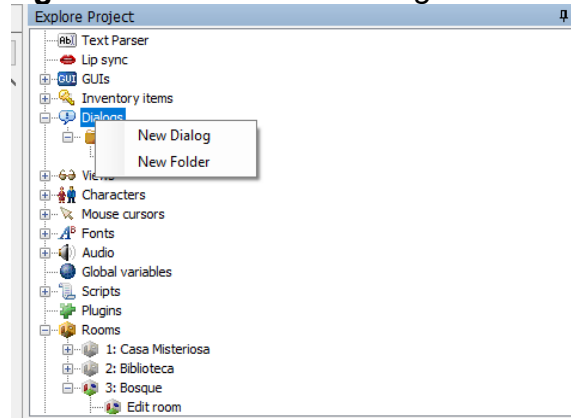 Explore Project
Text Parser
Lip sync
GUIs
Inventory items
Dialogs
New Dialog
New Folder
Views
Characters
Mouse cursors
Fonts
Audio
Global variables
Scripts
Plugins
Rooms
1: Casa Misteriosa
2: Biblioteca
3: Bosque
Edit room